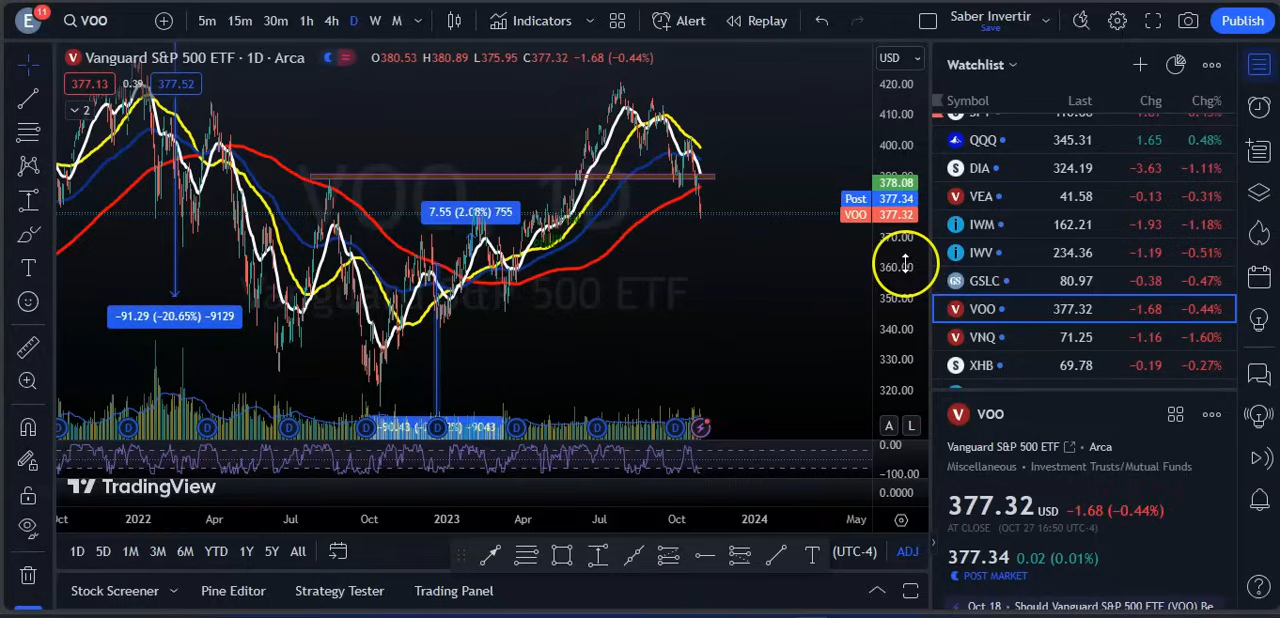 E 11 VOO 5m 15m 30m 1h 4h D W M Indicators Alert Replay Saber Invertir Save Publish
Vanguard S&P 500 ETF · 1D · Arca O380.53 H380.89 L375.95 C377.32 −1.68 (−0.44%)
377.13 0.39 377.52
2
USD
420.00
410.00
400.00
378.08
Post 377.34
VOO 377.32
370.00
360.00
350.00
340.00
330.00
320.00
7.55 (2.08%) 755
−91.29 (−20.65%) −9129
VOO · 1D
Vanguard S&P 500 ETF
D D D D D D D D
A L
0.00
−100.00
0.0000
TradingView
Oct 2022 Apr Jul Oct 2023 Apr Jul Oct 2024 May
1D 5D 1M 3M 6M YTD 1Y 5Y All (UTC-4) ADJ
Stock Screener Pine Editor Strategy Tester Trading Panel
Watchlist
Symbol Last Chg Chg%
QQQ 345.31 1.65 0.48%
DIA 324.19 −3.63 −1.11%
VEA 41.58 −0.13 −0.31%
IWM 162.21 −1.93 −1.18%
IWV 234.36 −1.19 −0.51%
GSLC 80.97 −0.38 −0.47%
VOO 377.32 −1.68 −0.44%
VNQ 71.25 −1.16 −1.60%
XHB 69.78 −0.19 −0.27%
VOO
Vanguard S&P 500 ETF • Arca
Miscellaneous • Investment Trusts/Mutual Funds
377.32 USD −1.68 (−0.44%)
AT CLOSE (OCT 27 16:50 UTC-4)
377.34 0.02 (0.01%)
POST MARKET
Oct 18 • Should Vanguard S&P 500 ETF (VOO) Be